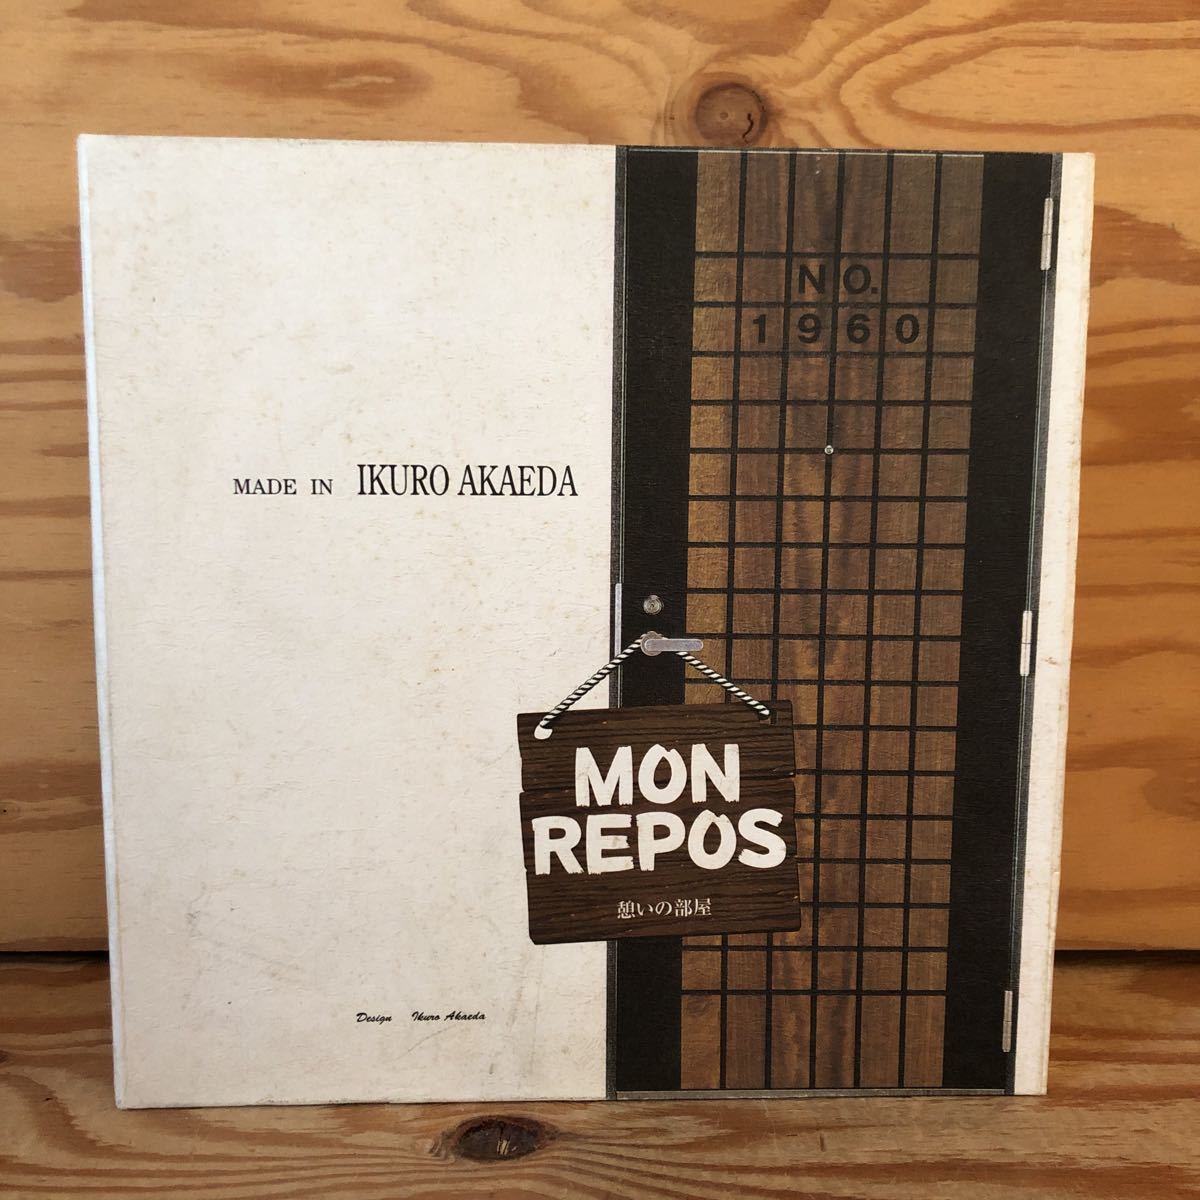 NO.
1960
MADE IN IKURO AKAEDA
MON
REPOS
憩いの部屋
Design Ikuro Akaeda